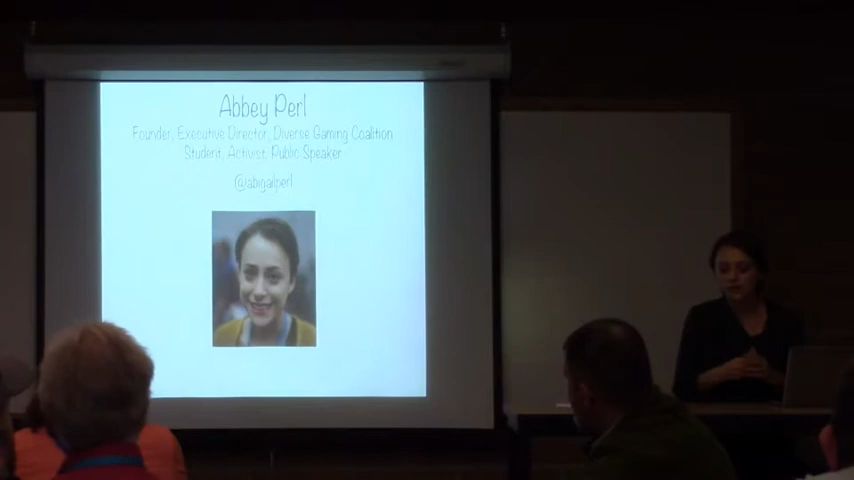 Abbey Perl
Founder, Executive Director, Diverse Gaming Coalition
Student, Activist, Public Speaker
@abigailperl